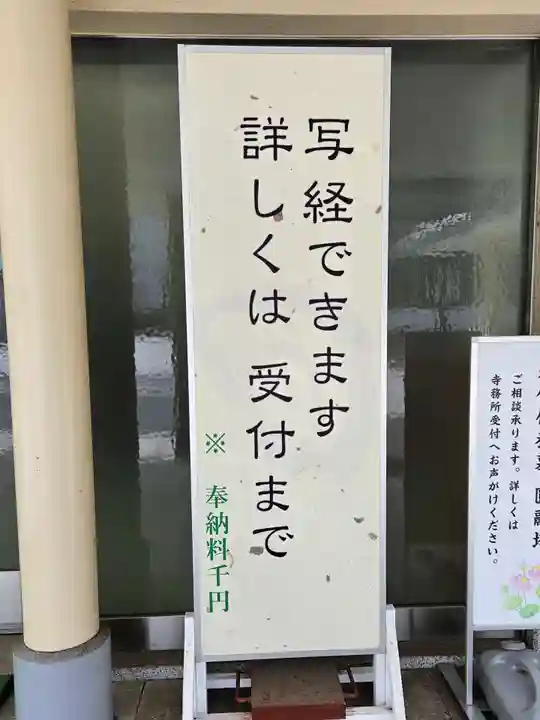 写経できます
詳しくは 受付まで
※ 奉納料千円
ご相談承ります。詳しくは
寺務所受付へお声がけください。